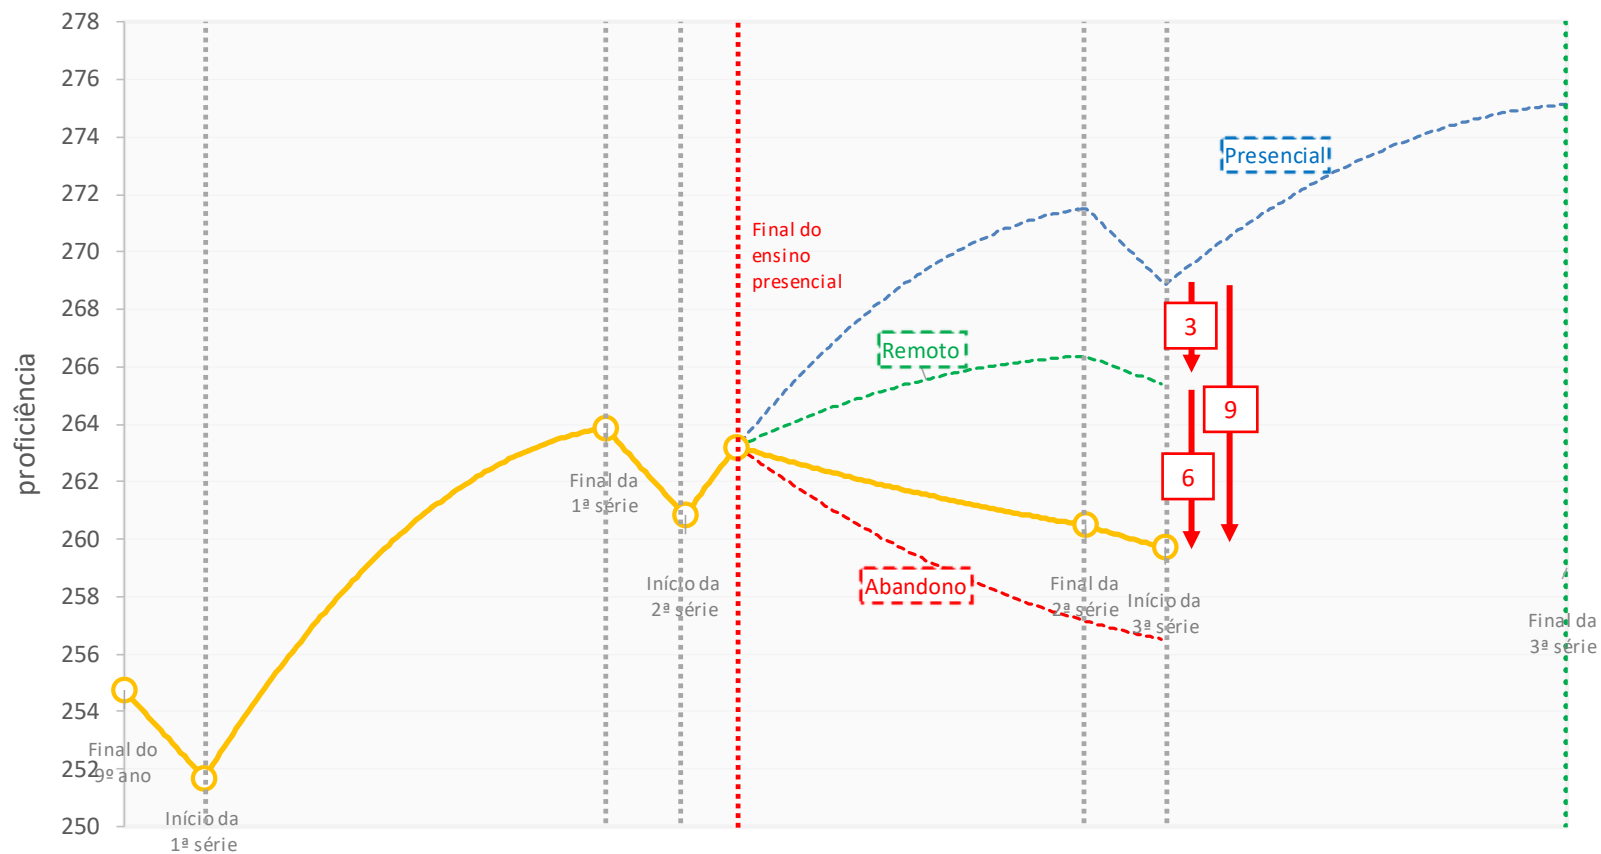 278
276
274
272
270
268
266
264
262
260
258
256
254
252
250
proficiência
Final do
9º ano
Início da
1ª série
Final da
1ª série
Início da
2ª série
Final do
ensino
presencial
Remoto
Abandono
Presencial
3
9
6
Final da
2ª série
Início da
3ª série
Final da
3ª série